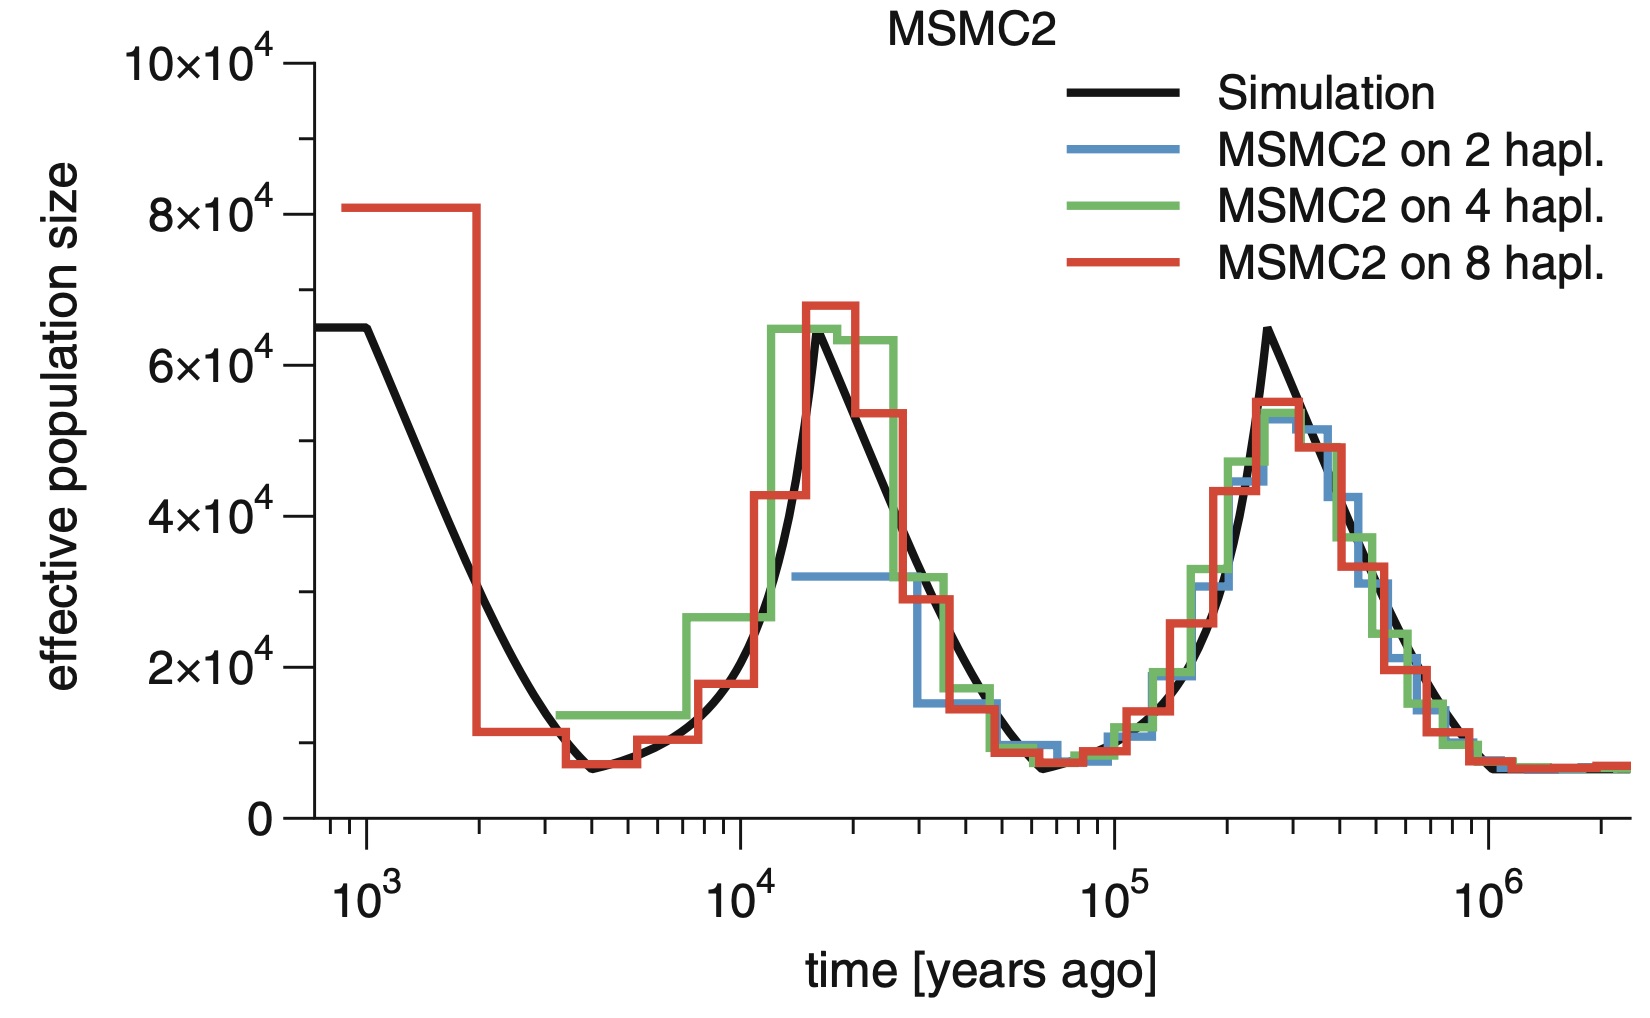 MSMC2
Simulation
MSMC2 on 2 hapl.
MSMC2 on 4 hapl.
MSMC2 on 8 hapl.
effective population size
10×10⁴
8×10⁴
6×10⁴
4×10⁴
2×10⁴
0
10³ 10⁴ 10⁵ 10⁶
time [years ago]